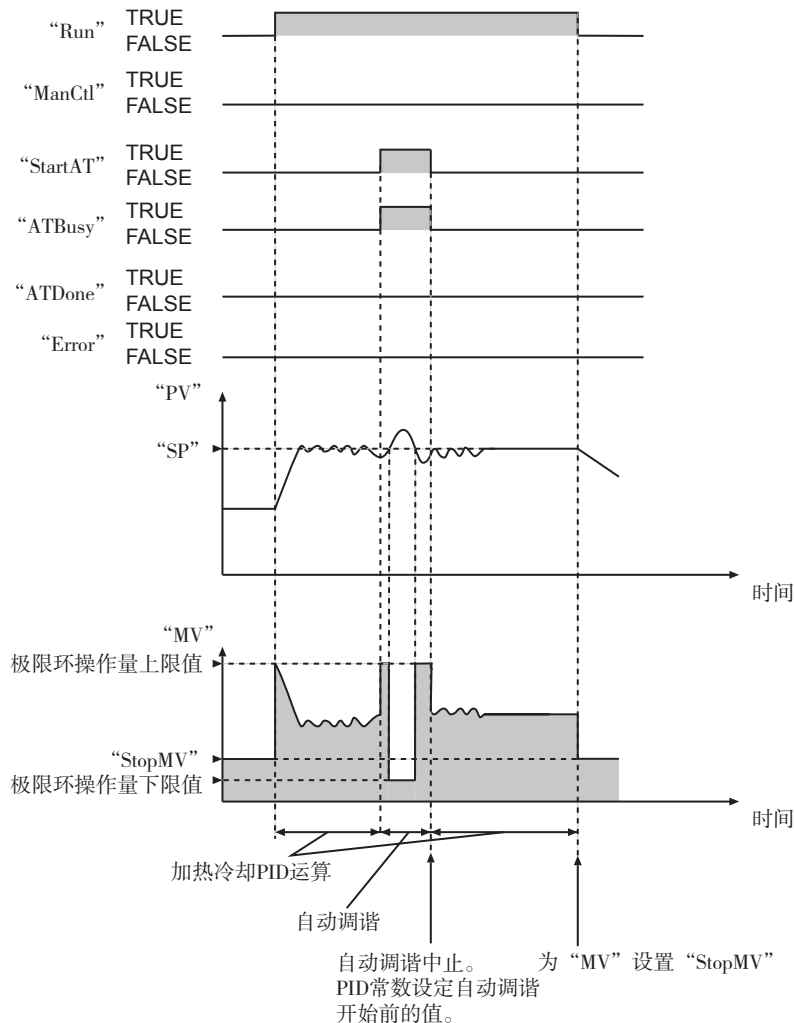 “Run” TRUE
FALSE
“ManCtl” TRUE
FALSE
“StartAT” TRUE
FALSE
“ATBusy” TRUE
FALSE
“ATDone” TRUE
FALSE
“Error” TRUE
FALSE
“PV”
“SP”
时间
“MV”
极限环操作量上限值
“StopMV”
极限环操作量下限值
时间
加热冷却PID运算
自动调谐
自动调谐中止。
PID常数设定自动调谐
开始前的值。
为“MV”设置“StopMV”